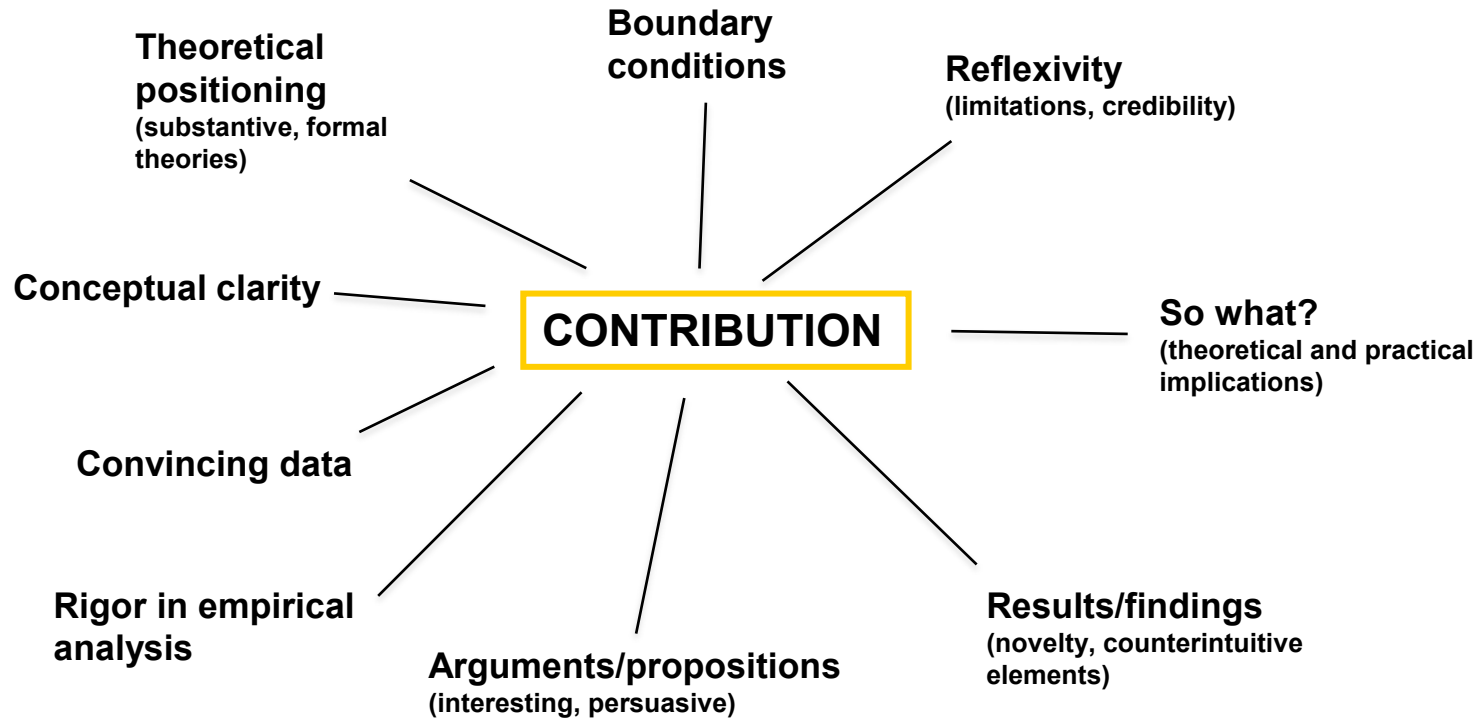 Boundary
conditions
Theoretical
positioning
(substantive, formal
theories)
Reflexivity
(limitations, credibility)
Conceptual clarity
CONTRIBUTION
So what?
(theoretical and practical
implications)
Convincing data
Rigor in empirical
analysis
Arguments/propositions
(interesting, persuasive)
Results/findings
(novelty, counterintuitive
elements)